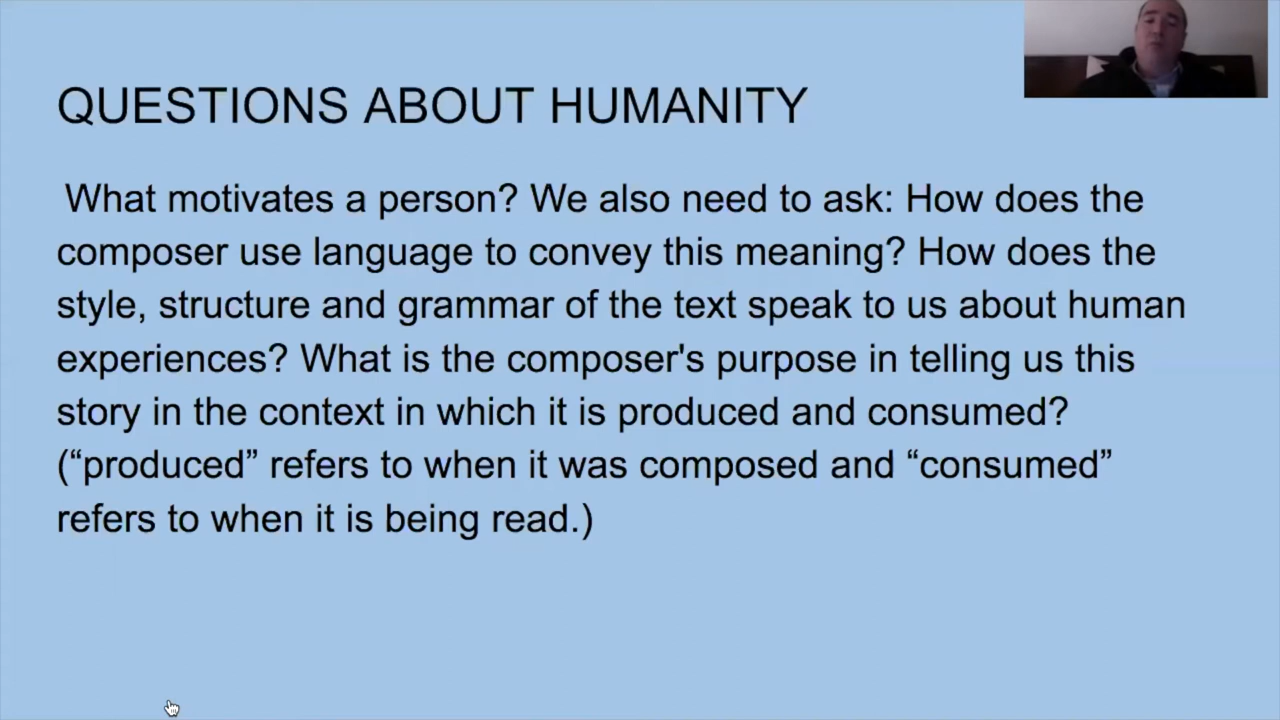 QUESTIONS ABOUT HUMANITY
What motivates a person? We also need to ask: How does the
composer use language to convey this meaning? How does the
style, structure and grammar of the text speak to us about human
experiences? What is the composer's purpose in telling us this
story in the context in which it is produced and consumed?
(“produced” refers to when it was composed and “consumed”
refers to when it is being read.)